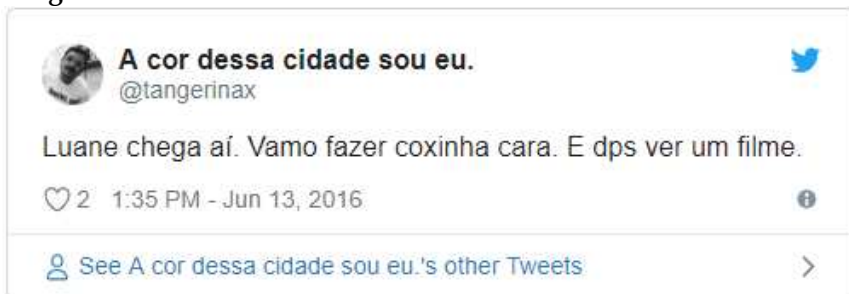 A cor dessa cidade sou eu.
@tangerinax
Luane chega aí. Vamo fazer coxinha cara. E dps ver um filme.
2 1:35 PM - Jun 13, 2016
See A cor dessa cidade sou eu.'s other Tweets